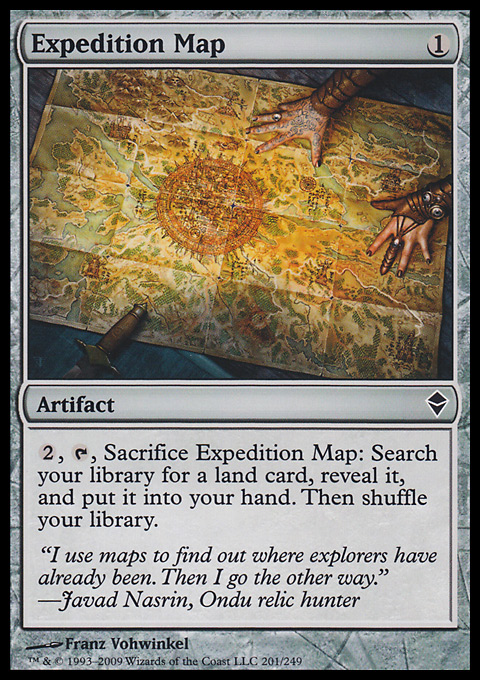 Expedition Map 1
Artifact
2, , Sacrifice Expedition Map: Search
your library for a land card, reveal it,
and put it into your hand. Then shuffle
your library.
“I use maps to find out where explorers have
already been. Then I go the other way.”
—Javad Nasrin, Ondu relic hunter
Franz Vohwinkel
™ & © 1993–2009 Wizards of the Coast LLC 201/249